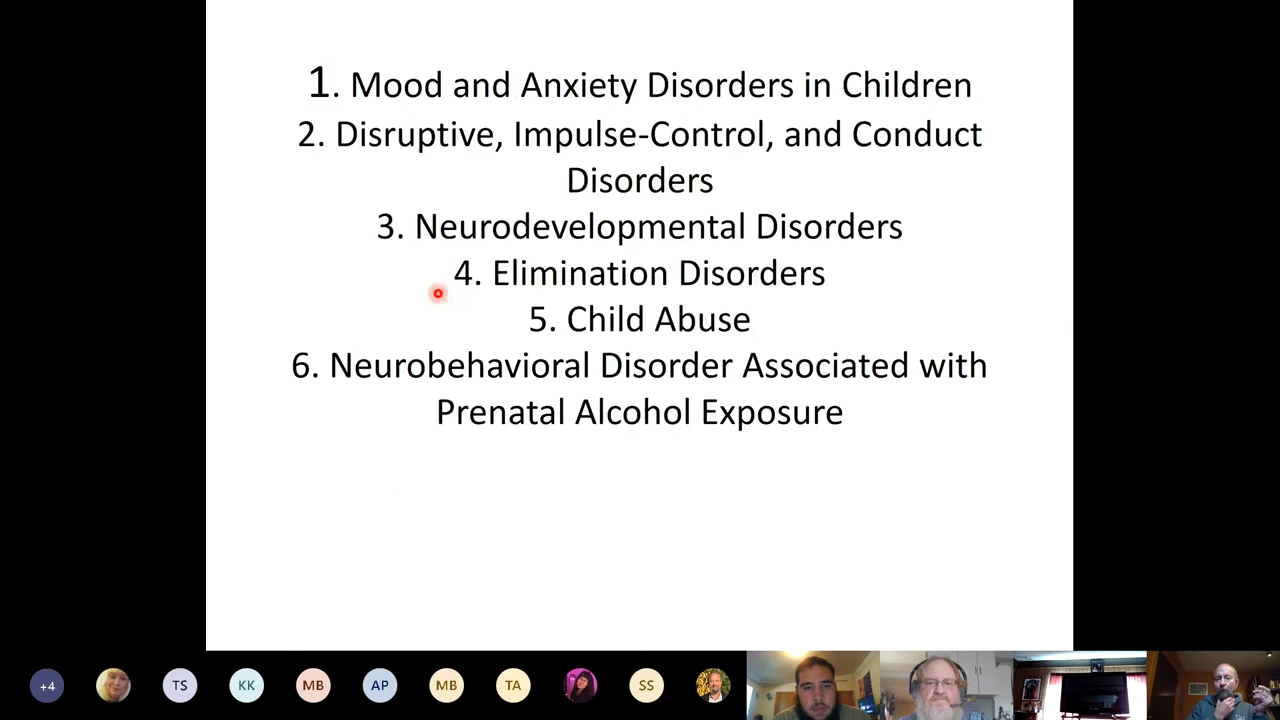 1. Mood and Anxiety Disorders in Children
2. Disruptive, Impulse-Control, and Conduct
Disorders
3. Neurodevelopmental Disorders
4. Elimination Disorders
5. Child Abuse
6. Neurobehavioral Disorder Associated with
Prenatal Alcohol Exposure
+4 TS KK MB AP MB TA SS